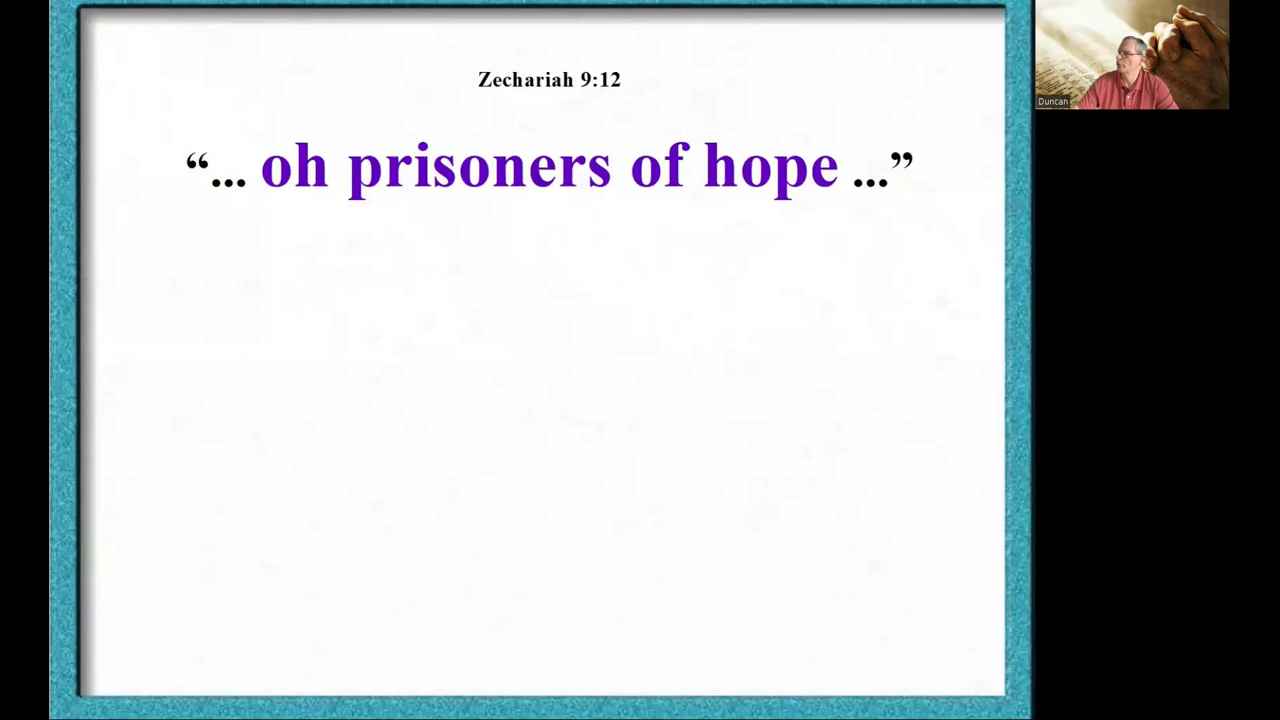 Zechariah 9:12
“... oh prisoners of hope ...”
Duncan